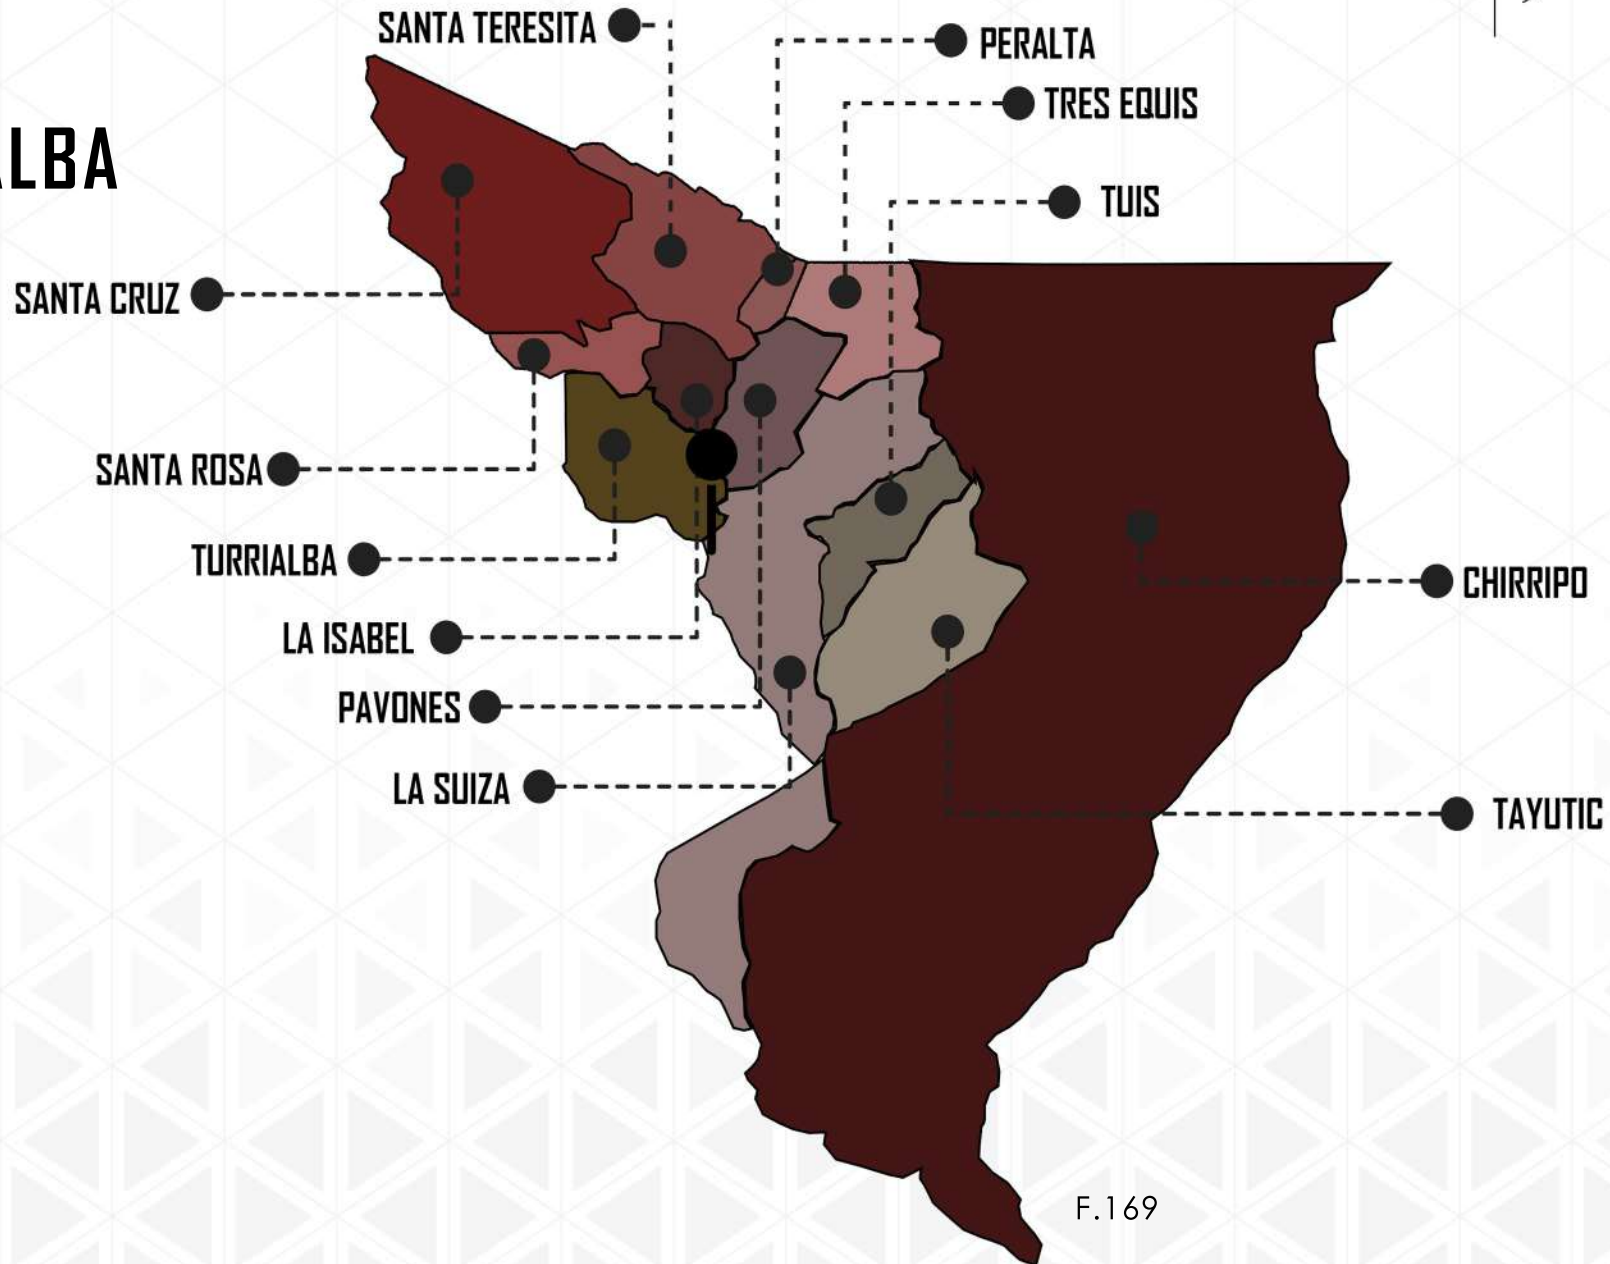 SANTA TERESITA
PERALTA
TRES EQUIS
ALBA
TUIS
SANTA CRUZ
SANTA ROSA
TURRIALBA
CHIRRIPO
LA ISABEL
PAVONES
LA SUIZA
TAYUTIC
F.169